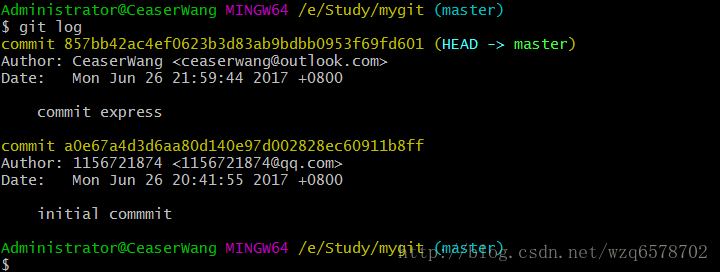 Administrator@CeaserWang MINGW64 /e/Study/mygit (master)
$ git log
commit 857bb42ac4ef0623b3d83ab9bdbb0953f69fd601 (HEAD -> master)
Author: CeaserWang <ceaserwang@outlook.com>
Date:   Mon Jun 26 21:59:44 2017 +0800
    commit express
commit a0e67a4d3d6aa80d140e97d002828ec60911b8ff
Author: 1156721874 <1156721874@qq.com>
Date:   Mon Jun 26 20:41:55 2017 +0800
    initial commmit
Administrator@CeaserWang MINGW64 /e/Study/mygit (master)
http://blog.csdn.net/wzq6578702
$